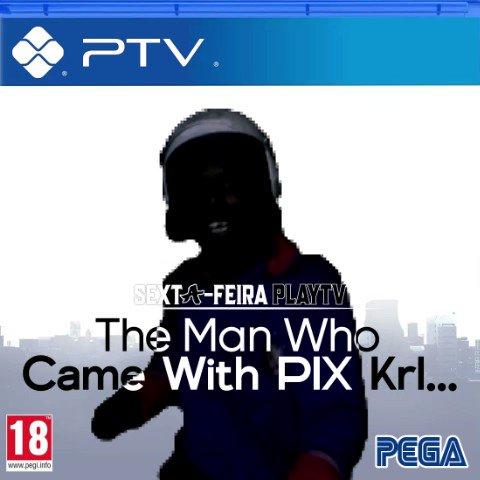 PTV
SEXTA-FEIRA PLAYTV
The Man Who
Came With PIX Krl...
18
www.pegi.info
PEGA